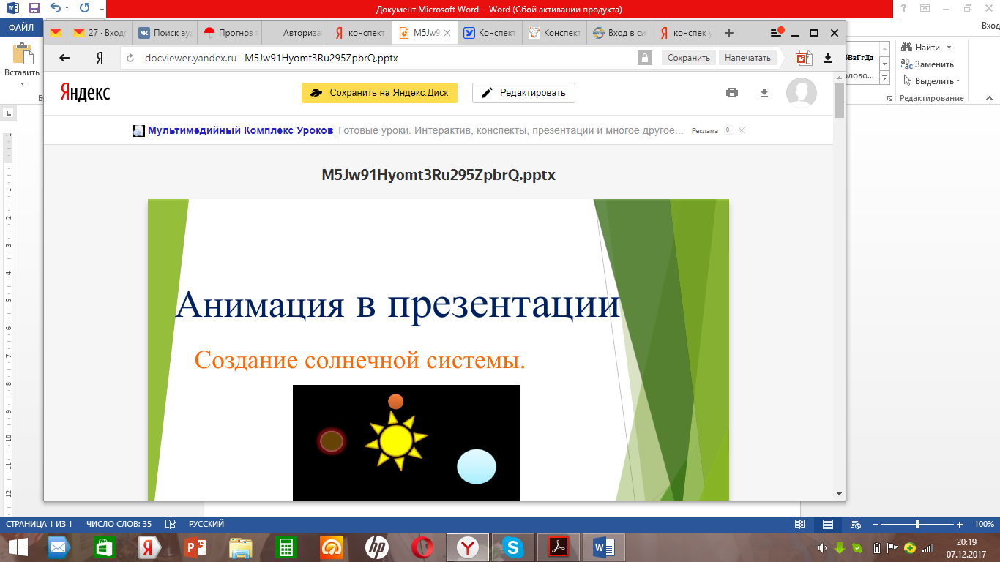 Документ Microsoft Word - Word (Сбой активации продукта)
ФАЙЛ
Вход
27 · Входя
Поиск ауд
Прогноз п
Авториза
конспект
M5Jw9
Конспект
Конспект
Вход в си
конспек у
docviewer.yandex.ru M5Jw91Hyomt3Ru295ZpbrQ.pptx
Сохранить
Напечатать
Вставить
Найти
Заменить
Выделить
Редактирование
олово...
Яндекс
Сохранить на Яндекс.Диск
Редактировать
Мультимедийный Комплекс Уроков Готовые уроки. Интерактив, конспекты, презентации и многое другое... Реклама 0+
M5Jw91Hyomt3Ru295ZpbrQ.pptx
Анимация в презентации
Создание солнечной системы.
СТРАНИЦА 1 ИЗ 1 ЧИСЛО СЛОВ: 35 РУССКИЙ 100%
20:19
07.12.2017